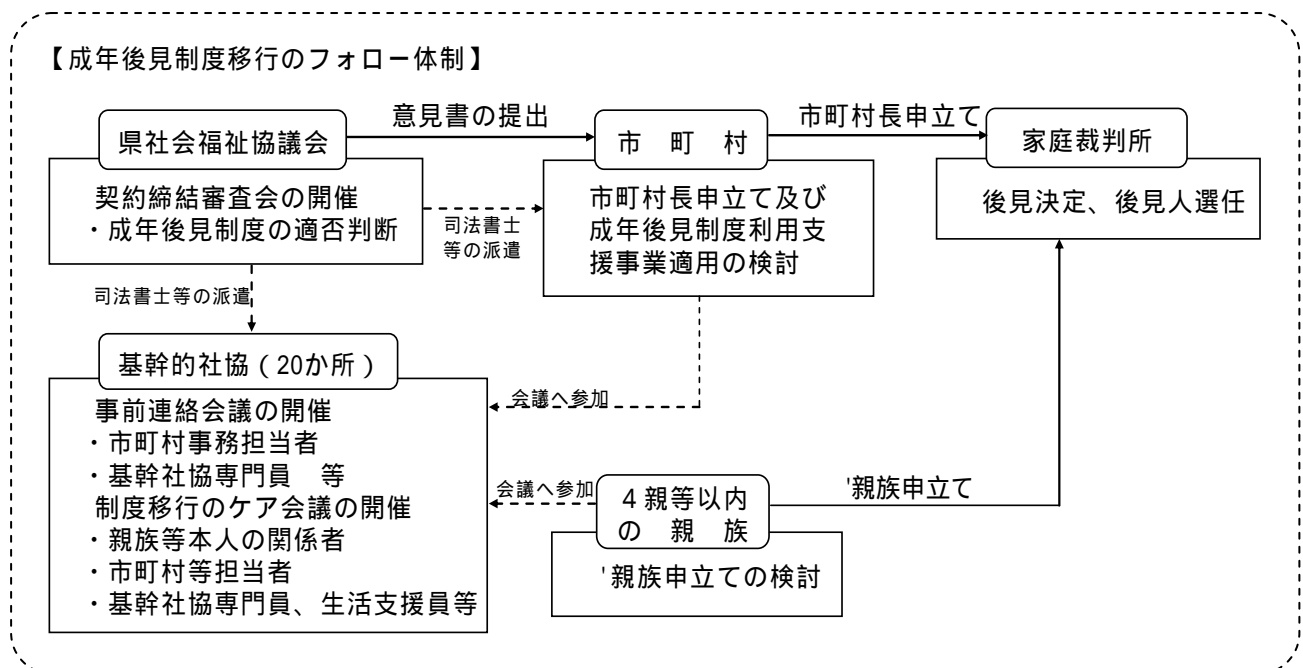 【成年後見制度移行のフォロー体制】
県社会福祉協議会
意見書の提出
市　町　村
市町村長申立て
家庭裁判所
契約締結審査会の開催
・成年後見制度の適否判断
司法書士
等の派遣
市町村長申立て及び
成年後見制度利用支
援事業適用の検討
後見決定、後見人選任
司法書士等の派遣
基幹的社協（20か所）
事前連絡会議の開催
・市町村事務担当者
・基幹社協専門員　等
制度移行のケア会議の開催
・親族等本人の関係者
・市町村等担当者
・基幹社協専門員、生活支援員等
会議へ参加
会議へ参加
４親等以内
の　親　族
'親族申立て
'親族申立ての検討